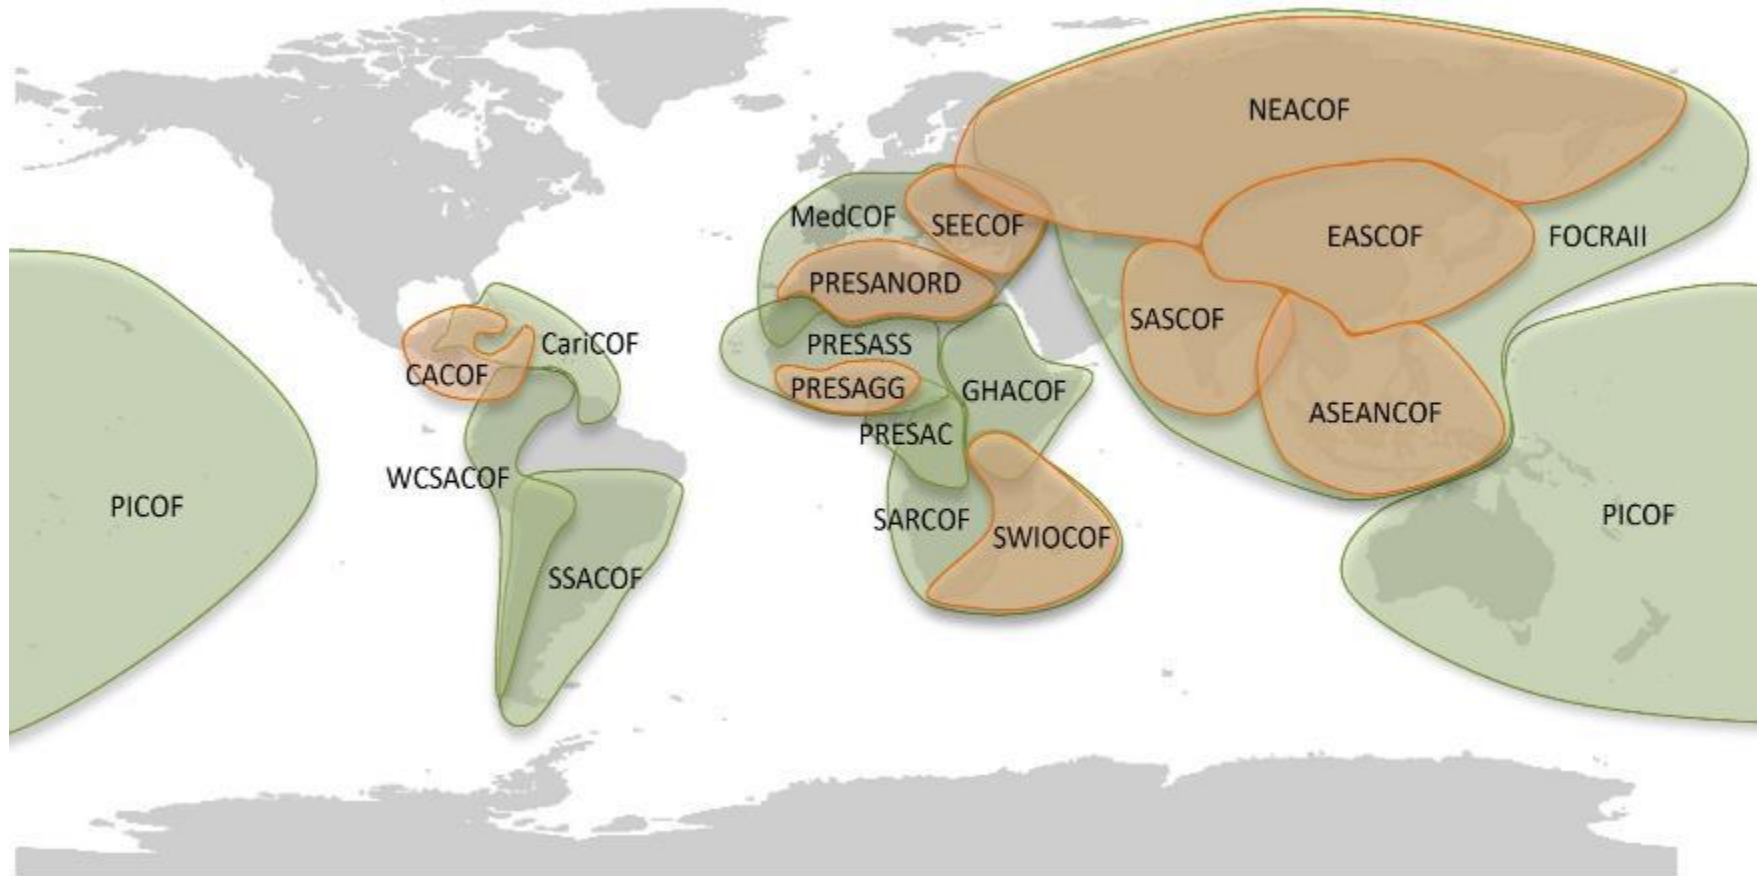 NEACOF
MedCOF
SEECOF
EASCOF
FOCRAII
PRESANORD
SASCOF
CariCOF
PRESASS
CACOF
PRESAGG
GHACOF
ASEANCOF
PRESAC
WCSACOF
PICOF
SARCOF
SWIOCOF
PICOF
SSACOF